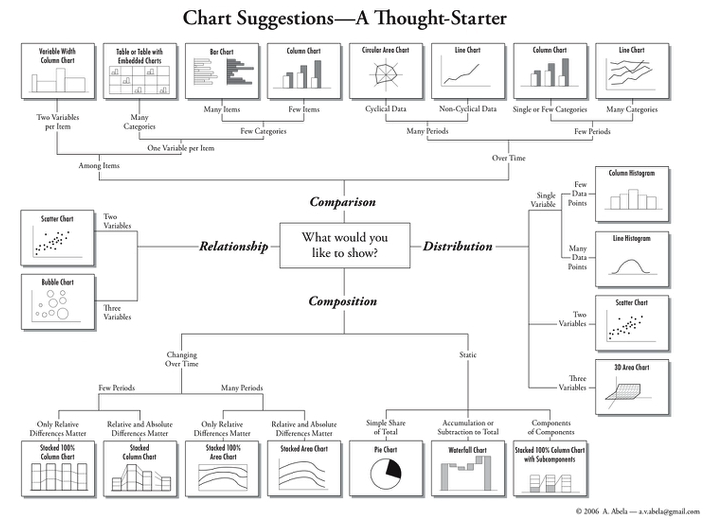 Chart Suggestions—A Thought-Starter
Variable Width
Column Chart
Table or Table with
Embedded Charts
Bar Chart
Column Chart
Circular Area Chart
Line Chart
Column Chart
Line Chart
Many Items
Few Items
Cyclical Data
Non-Cyclical Data
Single or Few Categories
Many Categories
Two Variables
per Item
Many
Categories
Few Categories
Many Periods
Few Periods
One Variable per Item
Among Items
Over Time
Comparison
Relationship
What would you
like to show?
Distribution
Composition
Scatter Chart
Two
Variables
Bubble Chart
Three
Variables
Single
Variable
Few
Data
Points
Column Histogram
Many
Data
Points
Line Histogram
Two
Variables
Scatter Chart
Three
Variables
3D Area Chart
Changing
Over Time
Static
Few Periods
Many Periods
Only Relative
Differences Matter
Relative and Absolute
Differences Matter
Only Relative
Differences Matter
Relative and Absolute
Differences Matter
Simple Share
of Total
Accumulation or
Subtraction to Total
Components
of Components
Stacked 100%
Column Chart
Stacked
Column Chart
Stacked 100%
Area Chart
Stacked Area Chart
Pie Chart
Waterfall Chart
Stacked 100% Column Chart
with Subcomponents
© 2006 A. Abela — a.v.abela@gmail.com